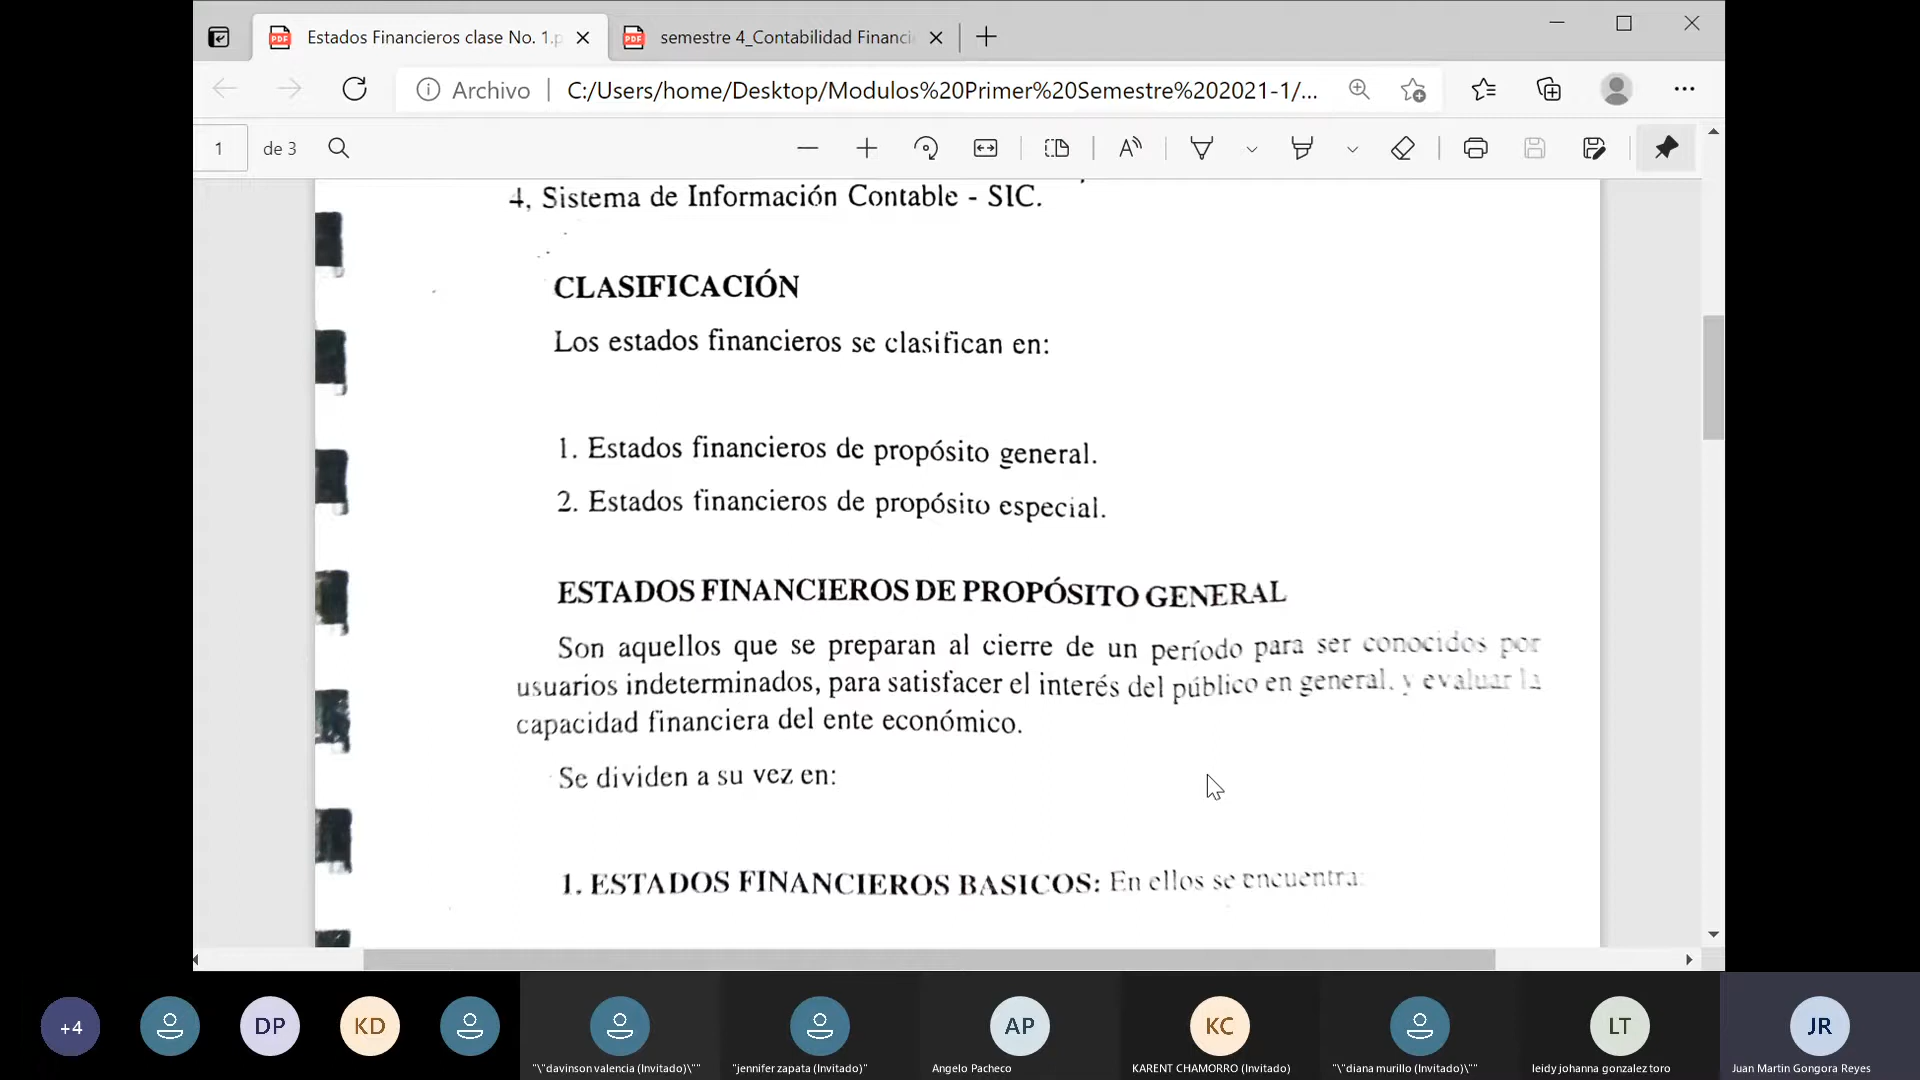 Estados Financieros clase No. 1.p
semestre 4_Contabilidad Financi
Archivo
C:/Users/home/Desktop/Modulos%20Primer%20Semestre%202021-1/...
1 de 3
4, Sistema de Información Contable - SIC.
CLASIFICACIÓN
Los estados financieros se clasifican en:
1. Estados financieros de propósito general.
2. Estados financieros de propósito especial.
ESTADOS FINANCIEROS DE PROPÓSITO GENERAL
Son aquellos que se preparan al cierre de un período para ser conocidos por
usuarios indeterminados, para satisfacer el interés del público en general, y evaluar la
capacidad financiera del ente económico.
Se dividen a su vez en:
1. ESTADOS FINANCIEROS BASICOS: En ellos se encuentra
+4
DP
KD
AP
KC
LT
JR
"\"davinson valencia (Invitado)\""
"jennifer zapata (Invitado)"
Angelo Pacheco
KARENT CHAMORRO (Invitado)
"\"diana murillo (Invitado)\""
leidy johanna gonzalez toro
Juan Martin Gongora Reyes